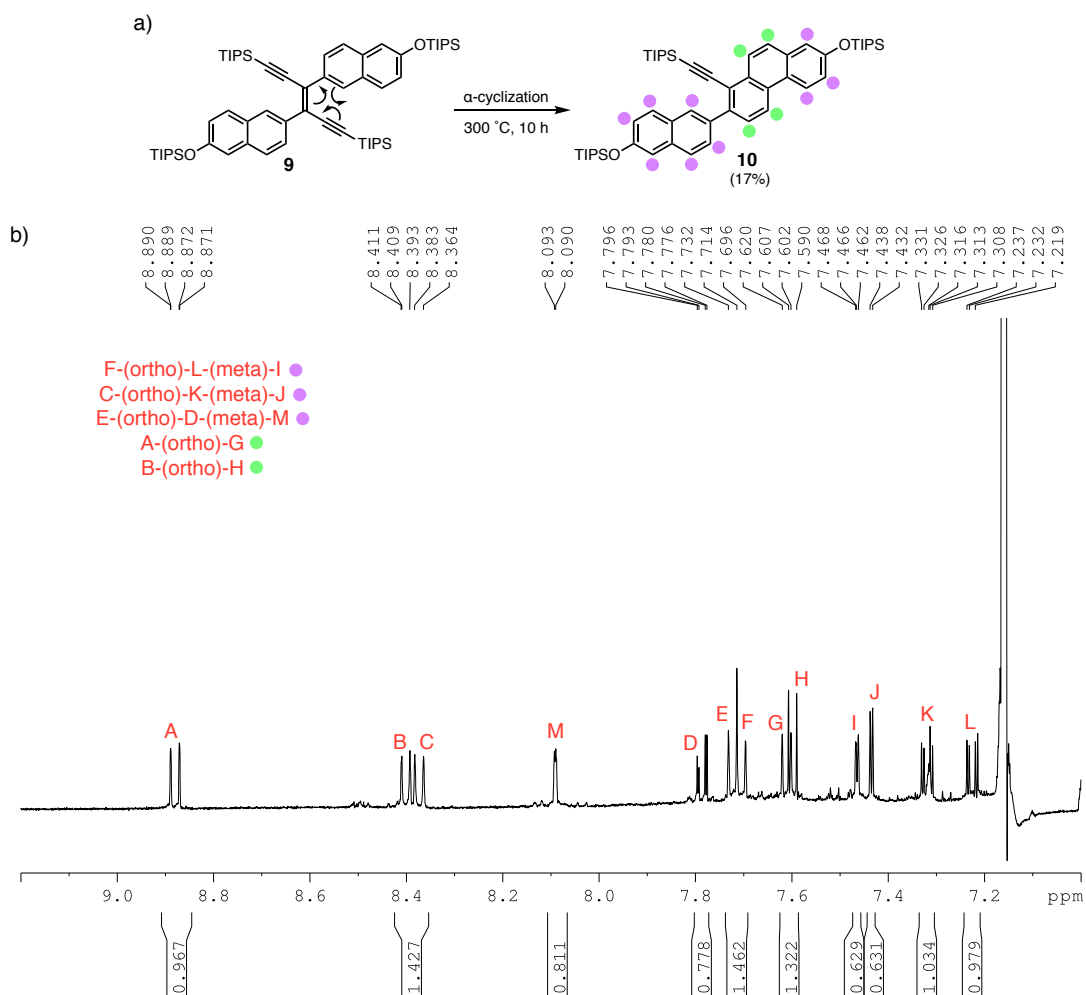 a)
TIPS
OTIPS
TIPS
TIPSO
9
α-cyclization
300 ˚C, 10 h
TIPS
OTIPS
TIPSO
10
(17%)
b)
8.890
8.889
8.872
8.871
8.411
8.409
8.393
8.383
8.364
8.093
8.090
7.796
7.793
7.780
7.776
7.732
7.714
7.696
7.620
7.607
7.602
7.590
7.468
7.466
7.462
7.438
7.432
7.331
7.326
7.316
7.313
7.308
7.237
7.232
7.219
F-(ortho)-L-(meta)-I
C-(ortho)-K-(meta)-J
E-(ortho)-D-(meta)-M
A-(ortho)-G
B-(ortho)-H
A
B
C
M
D
E
F
G
H
I
J
K
L
9.0
8.8
8.6
8.4
8.2
8.0
7.8
7.6
7.4
7.2
ppm
0.967
1.427
0.811
0.778
1.462
1.322
0.629
0.631
1.034
0.979